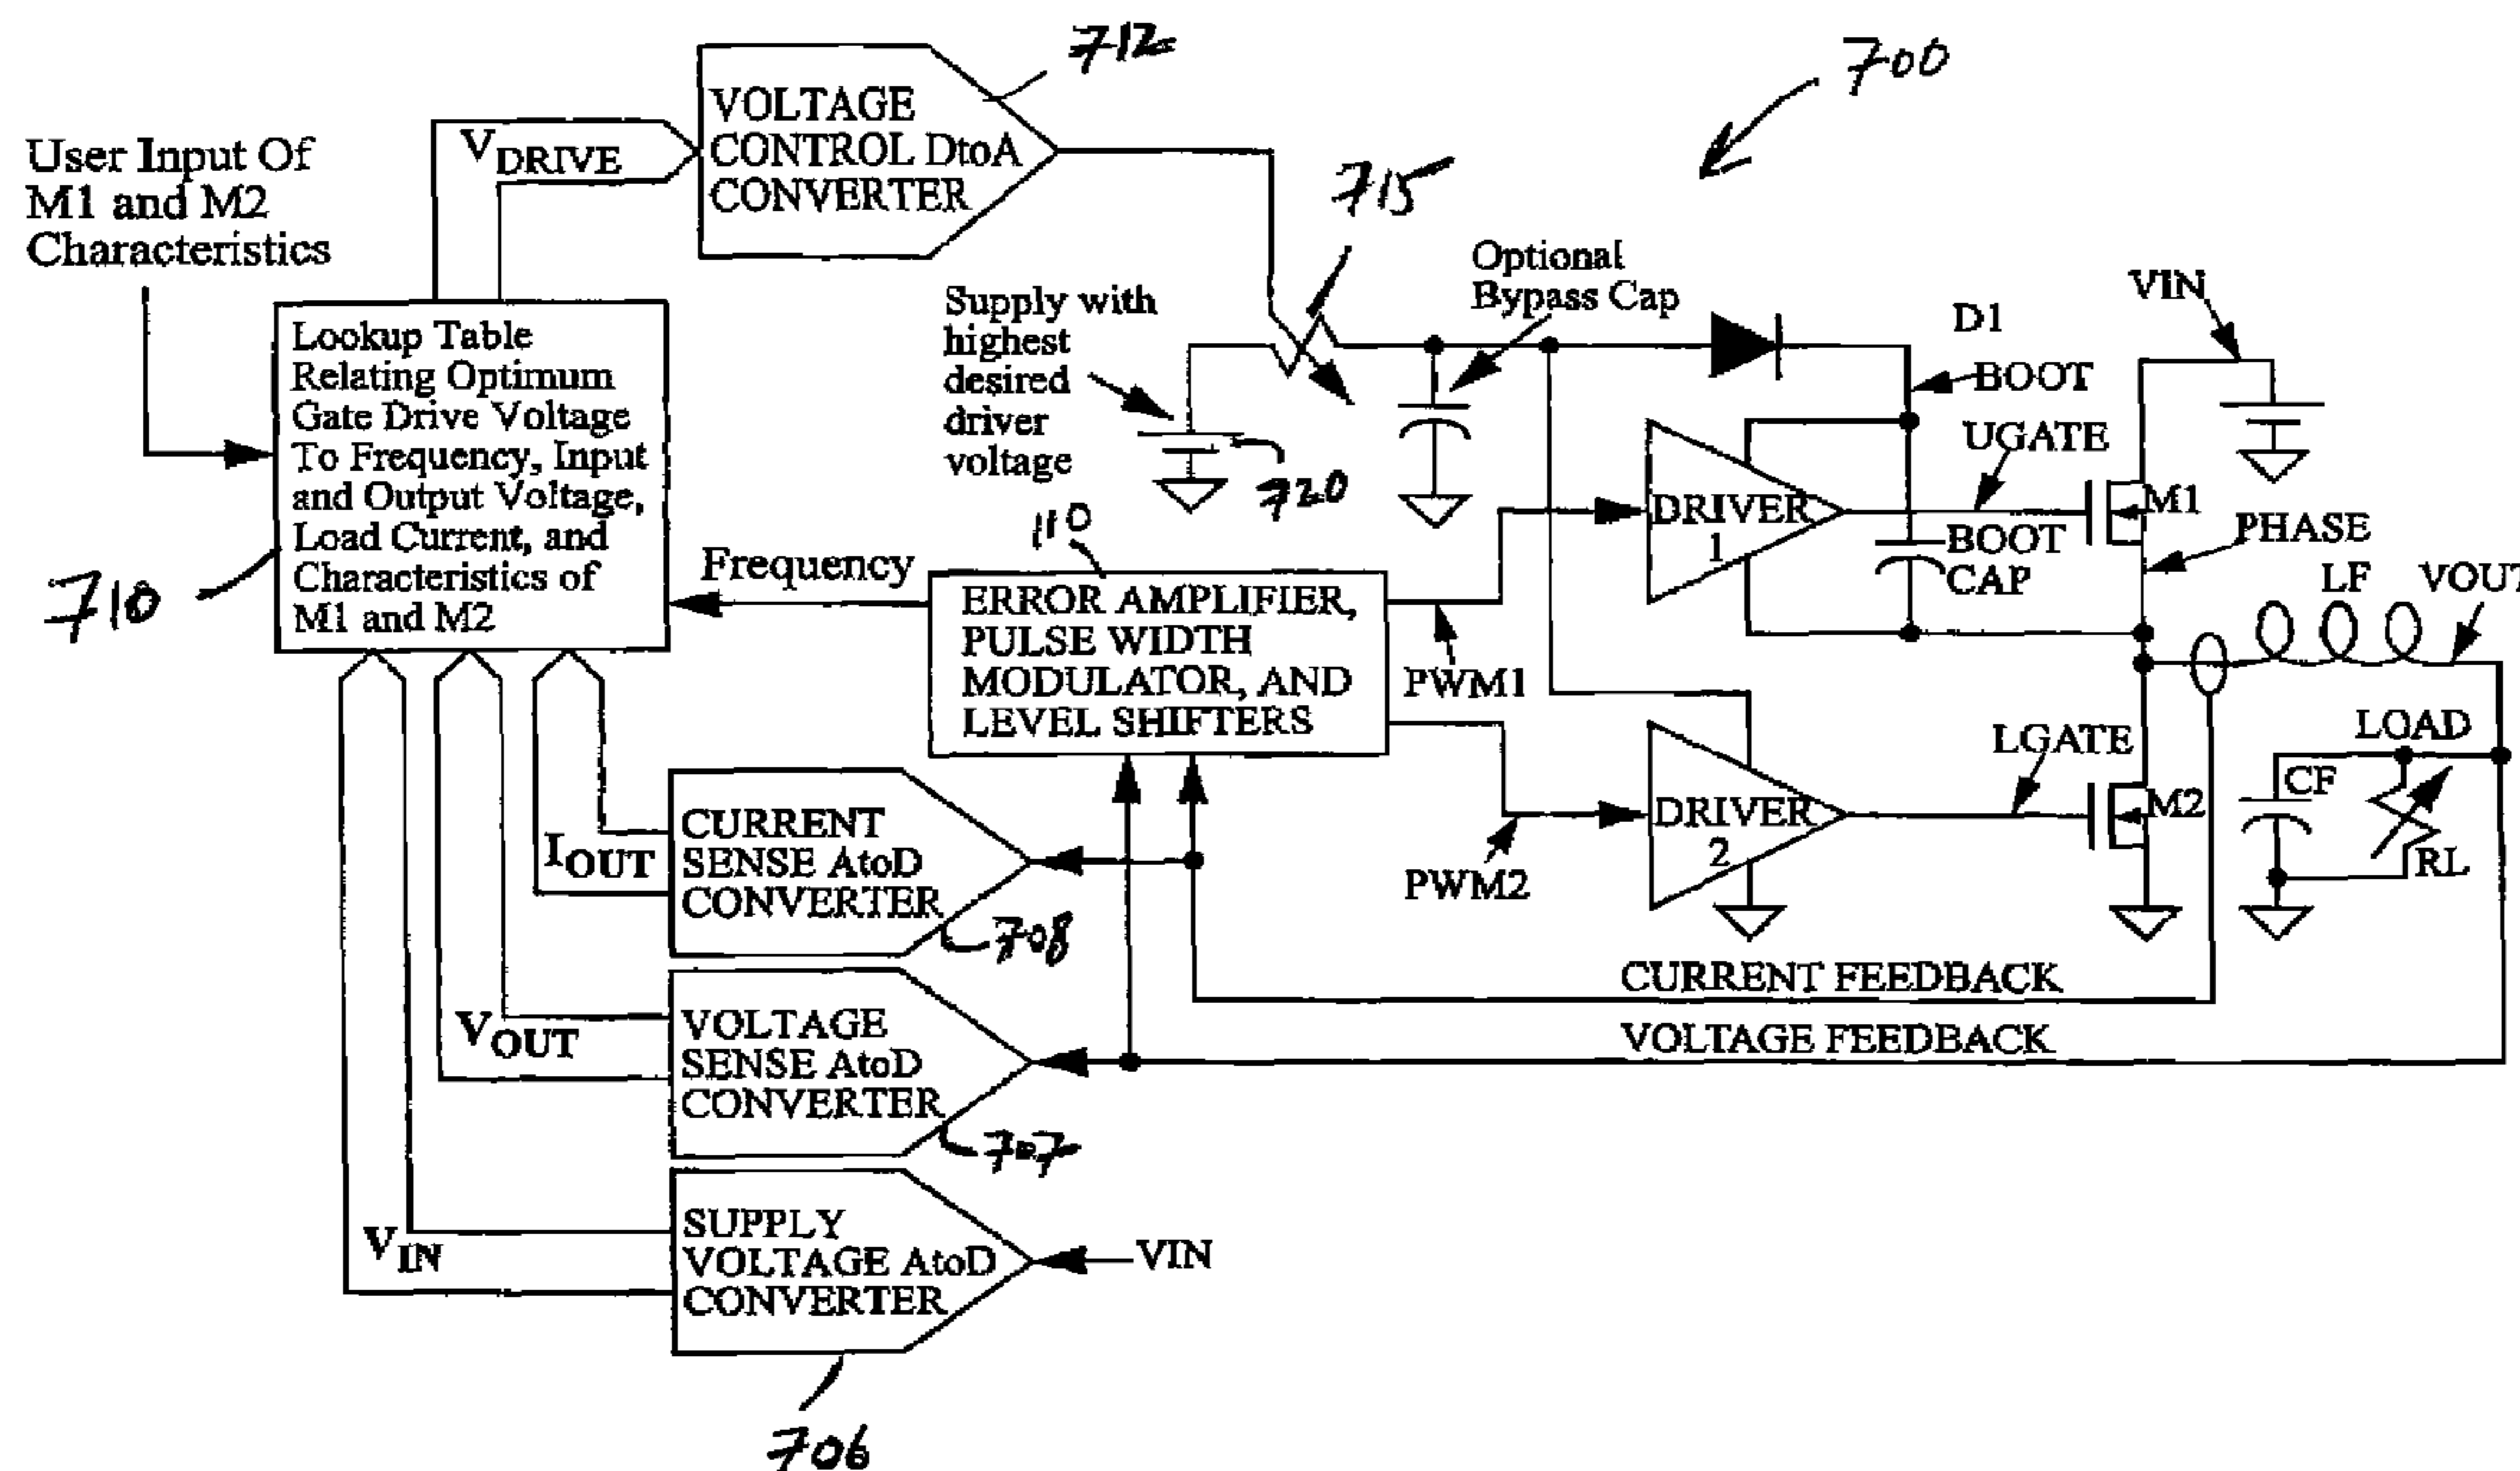 712
700
VOLTAGE
CONTROL DtoA
CONVERTER
VDRIVE
User Input Of
M1 and M2
Characteristics
715
Optional
Bypass Cap
Supply with
highest
desired
driver
voltage
720
VIN
D1
BOOT
Lookup Table
Relating Optimum
Gate Drive Voltage
To Frequency, Input
and Output Voltage,
Load Current, and
Characteristics of
M1 and M2
710
Frequency
110
ERROR AMPLIFIER,
PULSE WIDTH
MODULATOR, AND
LEVEL SHIFTERS
DRIVER
1
UGATE
M1
BOOT
CAP
PHASE
LF
VOUT
PWM1
PWM2
DRIVER
2
LGATE
M2
LOAD
CF
RL
IOUT
CURRENT
SENSE AtoD
CONVERTER
708
CURRENT FEEDBACK
VOUT
VOLTAGE
SENSE AtoD
CONVERTER
707
VOLTAGE FEEDBACK
VIN
SUPPLY
VOLTAGE AtoD
CONVERTER
VIN
706